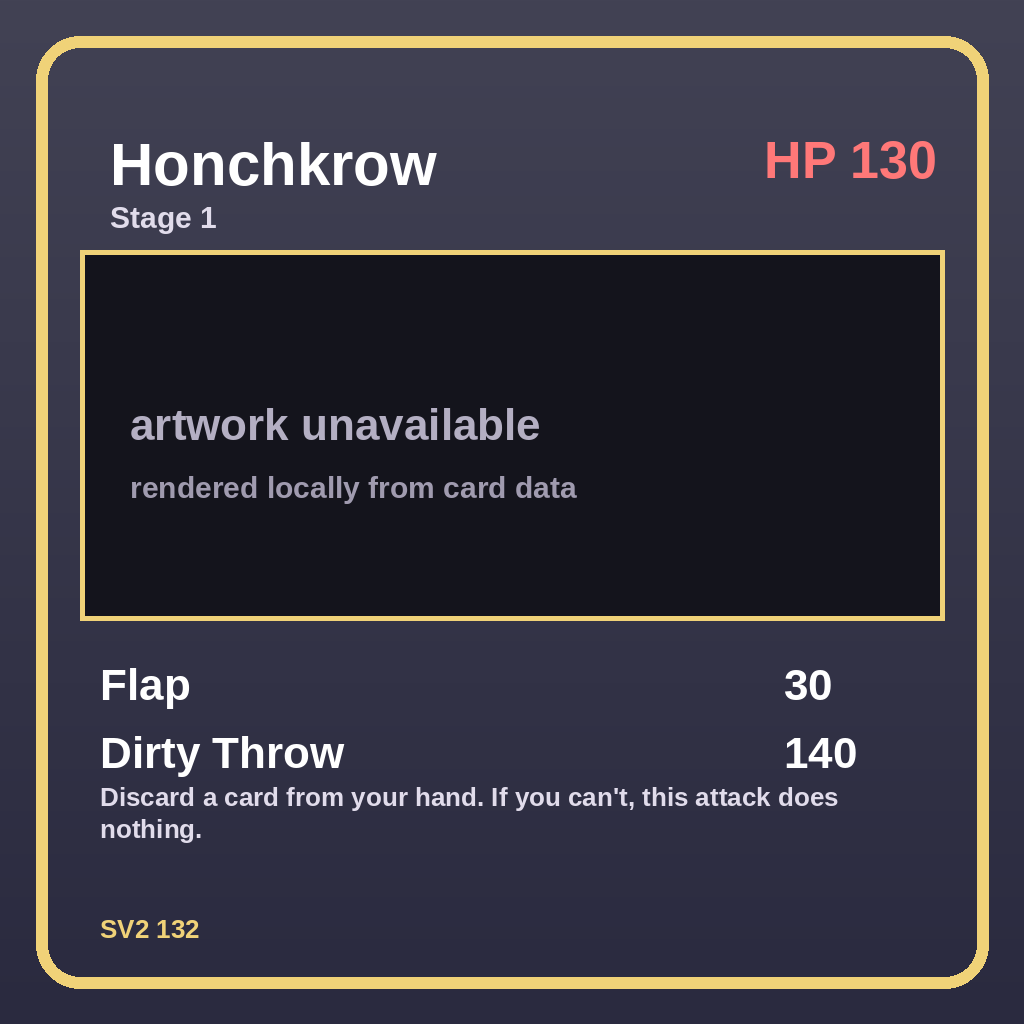 Honchkrow
HP 130
Stage 1
artwork unavailable
rendered locally from card data
Flap 30
Dirty Throw 140
Discard a card from your hand. If you can't, this attack does
nothing.
SV2 132